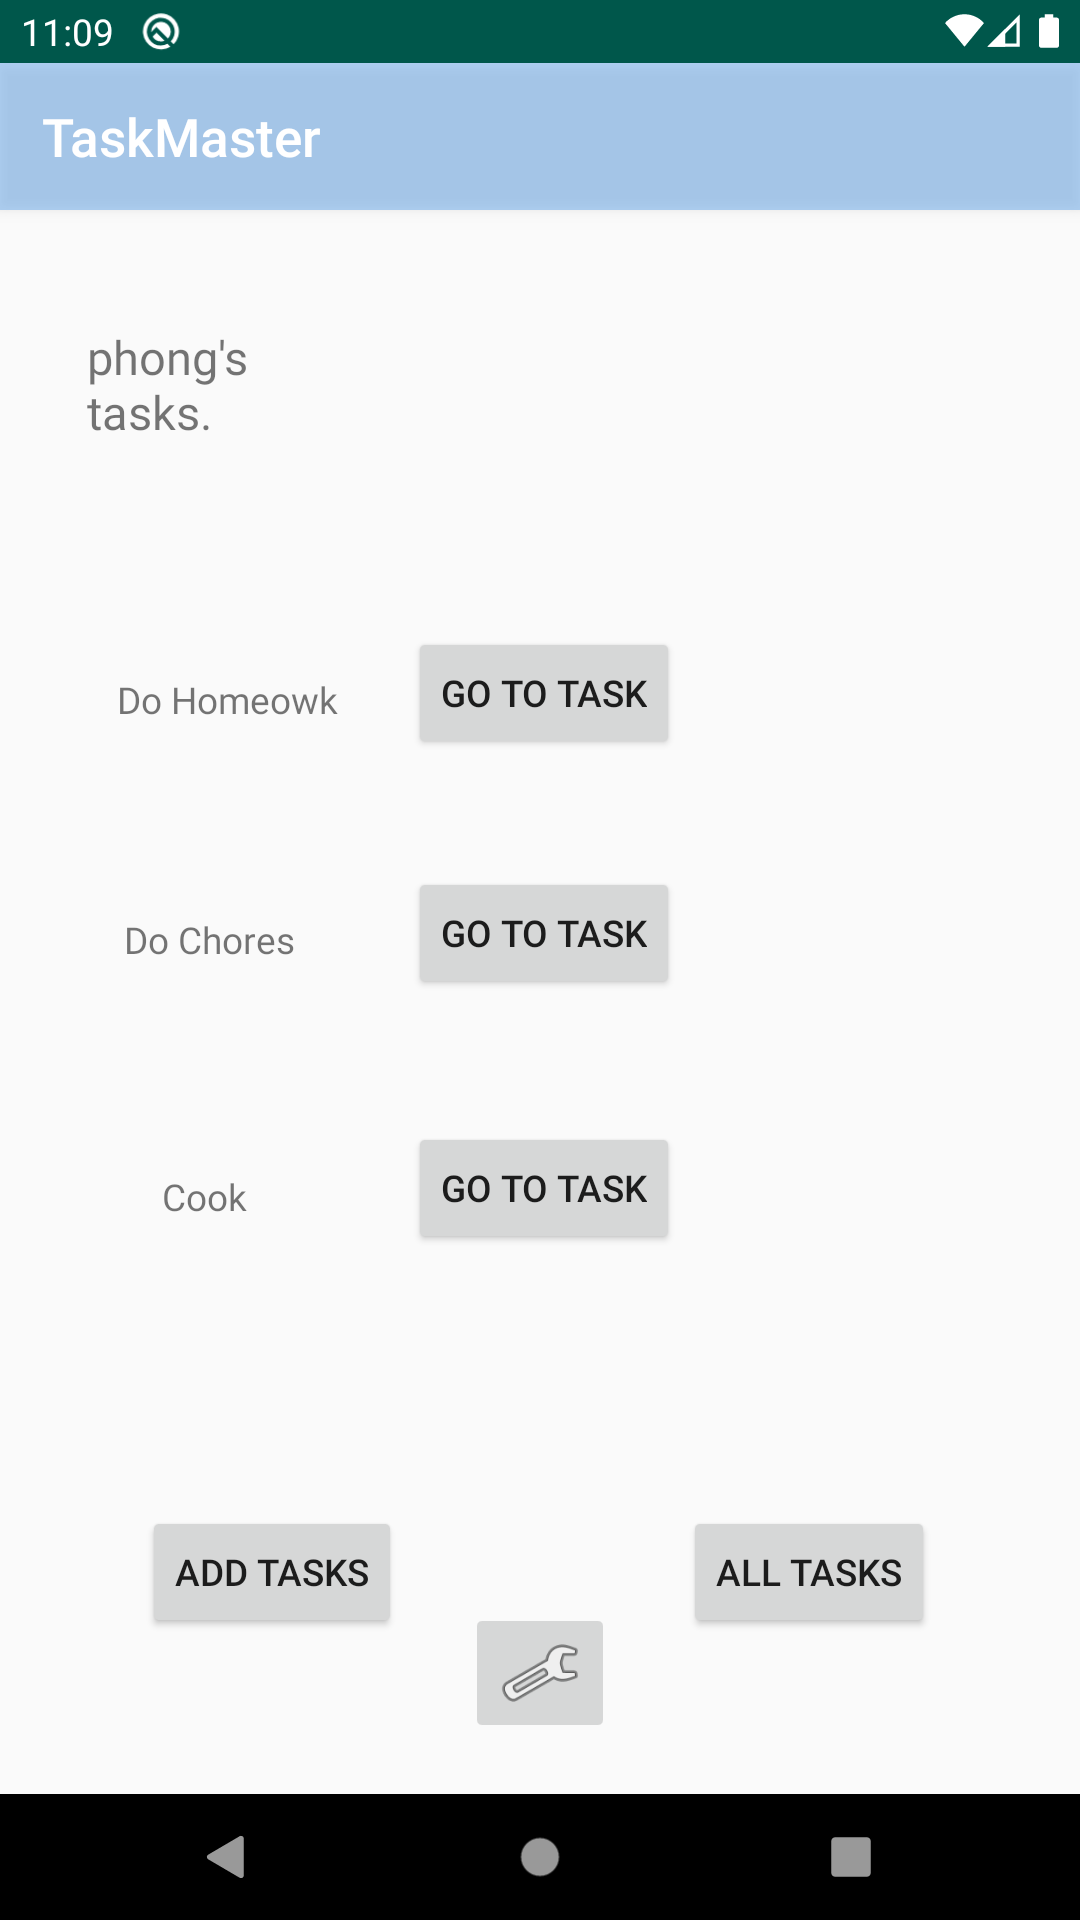 11:09
TaskMaster
phong's
tasks.
Do Homeowk
GO TO TASK
Do Chores
GO TO TASK
Cook
GO TO TASK
ADD TASKS
ALL TASKS